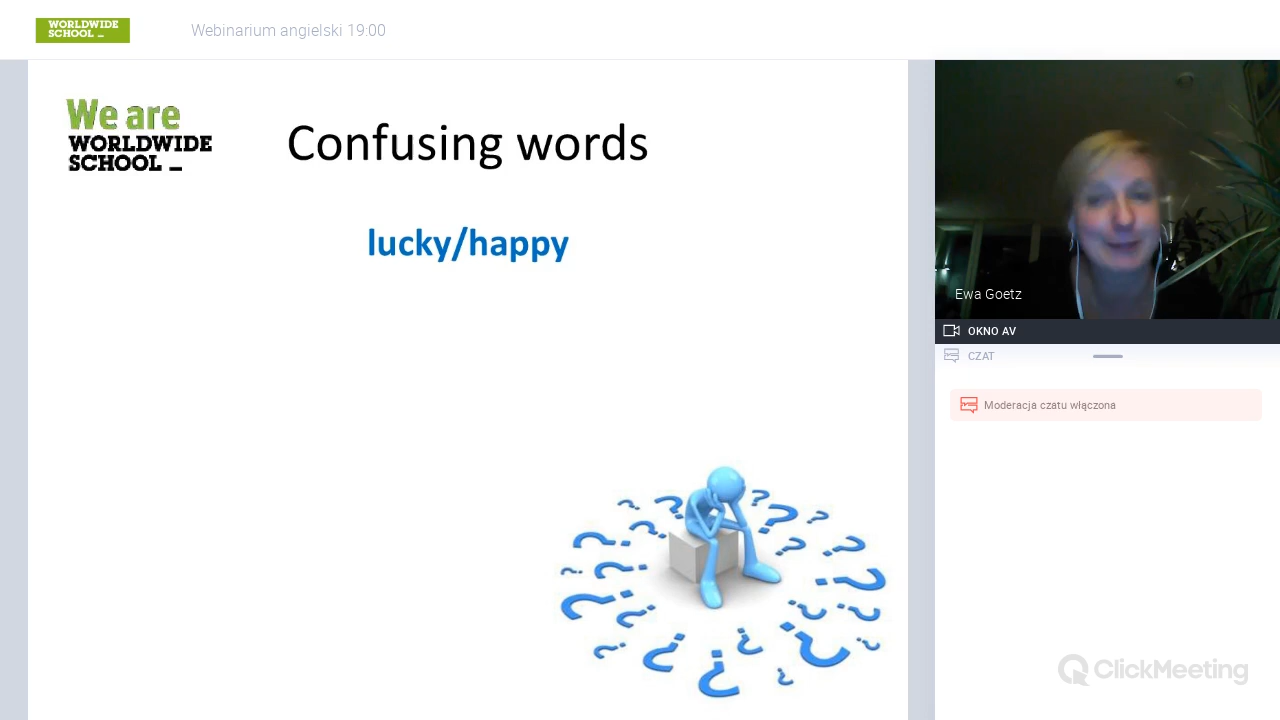 WORLDWIDE
SCHOOL _
Webinarium angielski 19:00
We are
WORLDWIDE
SCHOOL _
Confusing words
lucky/happy
Ewa Goetz
OKNO AV
CZAT
Moderacja czatu włączona
ClickMeeting